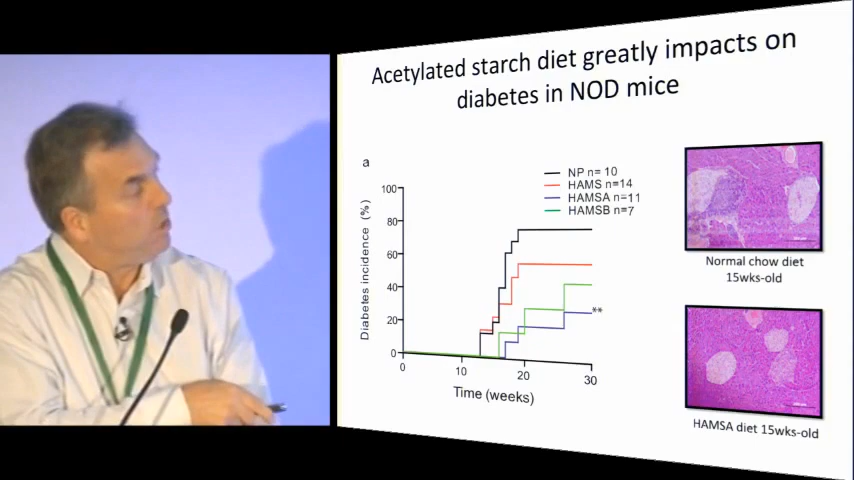 Acetylated starch diet greatly impacts on
diabetes in NOD mice
a
NP n= 10
HAMS n=14
HAMSA n=11
HAMSB n=7
100
80
60
40
20
0
Diabetes incidence (%)
**
0
10
20
30
Time (weeks)
Normal chow diet
15wks-old
HAMSA diet 15wks-old